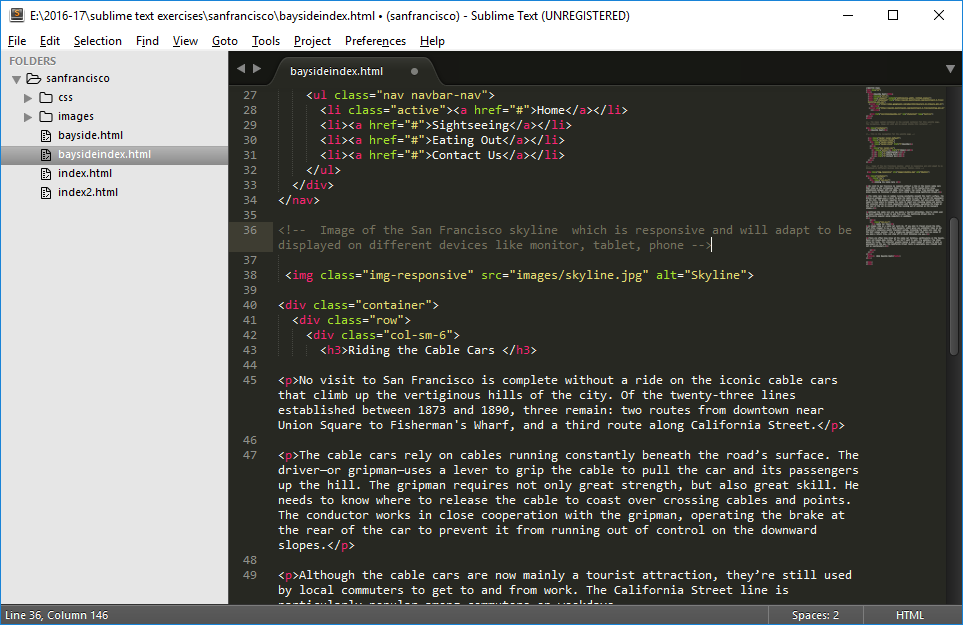 E:\2016-17\sublime text exercises\sanfrancisco\baysideindex.html • (sanfrancisco) - Sublime Text (UNREGISTERED)
File Edit Selection Find View Goto Tools Project Preferences Help
FOLDERS
sanfrancisco
css
images
bayside.html
baysideindex.html
index.html
index2.html
baysideindex.html
27 <ul class="nav navbar-nav">
28 <li class="active"><a href="#">Home</a></li>
29 <li><a href="#">Sightseeing</a></li>
30 <li><a href="#">Eating Out</a></li>
31 <li><a href="#">Contact Us</a></li>
32 </ul>
33 </div>
34 </nav>
35
36 <!--  Image of the San Francisco skyline  which is responsive and will adapt to be
displayed on different devices like monitor, tablet, phone -->
37
38 <img class="img-responsive" src="images/skyline.jpg" alt="Skyline">
39
40 <div class="container">
41 <div class="row">
42 <div class="col-sm-6">
43 <h3>Riding the Cable Cars </h3>
44
45 <p>No visit to San Francisco is complete without a ride on the iconic cable cars
that climb up the vertiginous hills of the city. Of the twenty-three lines
established between 1873 and 1890, three remain: two routes from downtown near
Union Square to Fisherman's Wharf, and a third route along California Street.</p>
46
47 <p>The cable cars rely on cables running constantly beneath the road’s surface. The
driver—or gripman—uses a lever to grip the cable to pull the car and its passengers
up the hill. The gripman requires not only great strength, but also great skill. He
needs to know where to release the cable to coast over crossing cables and points.
The conductor works in close cooperation with the gripman, operating the brake at
the rear of the car to prevent it from running out of control on the downward
slopes.</p>
48
49 <p>Although the cable cars are now mainly a tourist attraction, they’re still used
by local commuters to get to and from work. The California Street line is
particularly popular among commuters on weekdays.
Line 36, Column 146 Spaces: 2 HTML